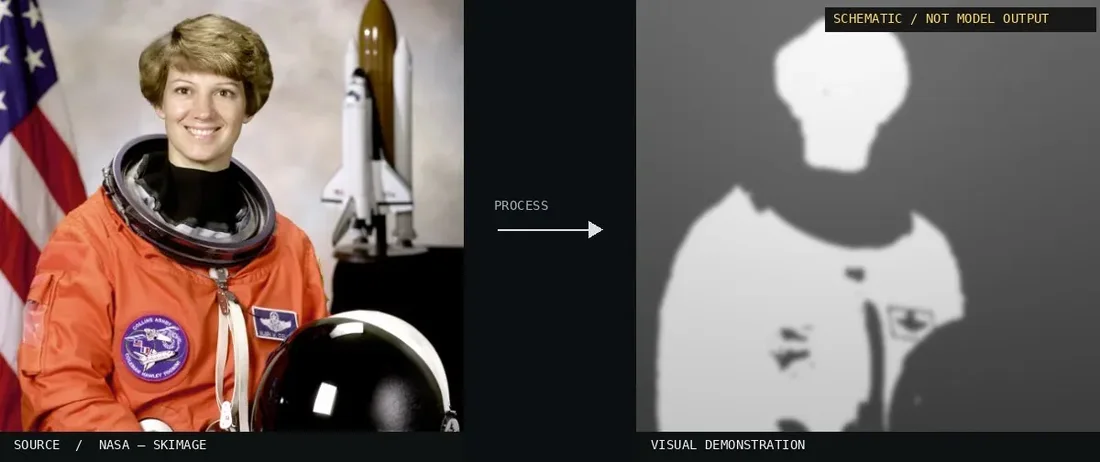 SCHEMATIC / NOT MODEL OUTPUT
PROCESS
SOURCE / NASA — SKIMAGE
VISUAL DEMONSTRATION